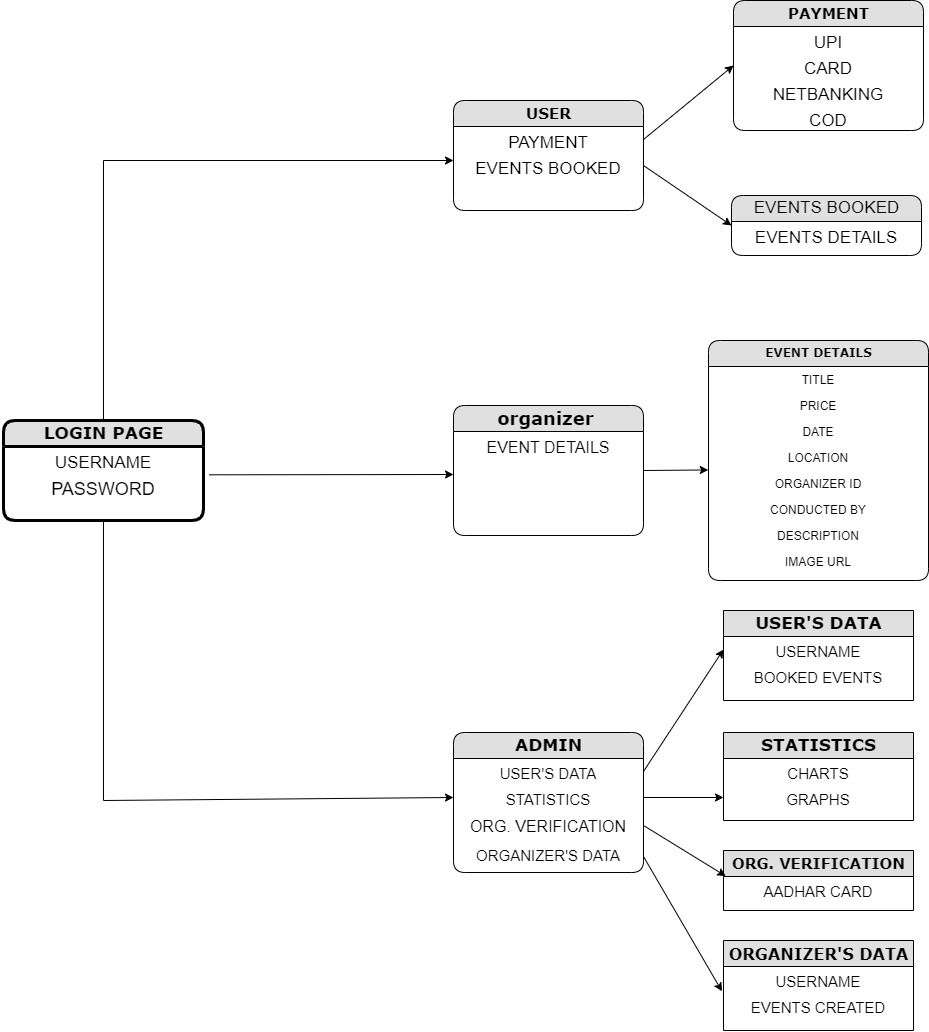 PAYMENT
UPI
CARD
NETBANKING
COD
USER
PAYMENT
EVENTS BOOKED
EVENTS BOOKED
EVENTS DETAILS
LOGIN PAGE
USERNAME
PASSWORD
organizer
EVENT DETAILS
EVENT DETAILS
TITLE
PRICE
DATE
LOCATION
ORGANIZER ID
CONDUCTED BY
DESCRIPTION
IMAGE URL
ADMIN
USER'S DATA
STATISTICS
ORG. VERIFICATION
ORGANIZER'S DATA
USER'S DATA
USERNAME
BOOKED EVENTS
STATISTICS
CHARTS
GRAPHS
ORG. VERIFICATION
AADHAR CARD
ORGANIZER'S DATA
USERNAME
EVENTS CREATED